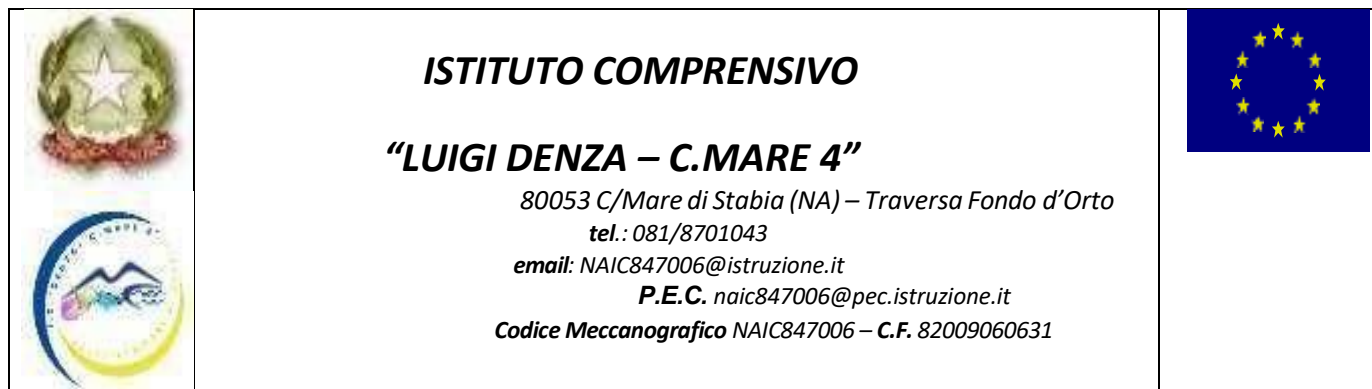 ISTITUTO COMPRENSIVO
“LUIGI DENZA – C.MARE 4”
80053 C/Mare di Stabia (NA) – Traversa Fondo d’Orto
tel.: 081/8701043
email: NAIC847006@istruzione.it
P.E.C. naic847006@pec.istruzione.it
Codice Meccanografico NAIC847006 – C.F. 82009060631